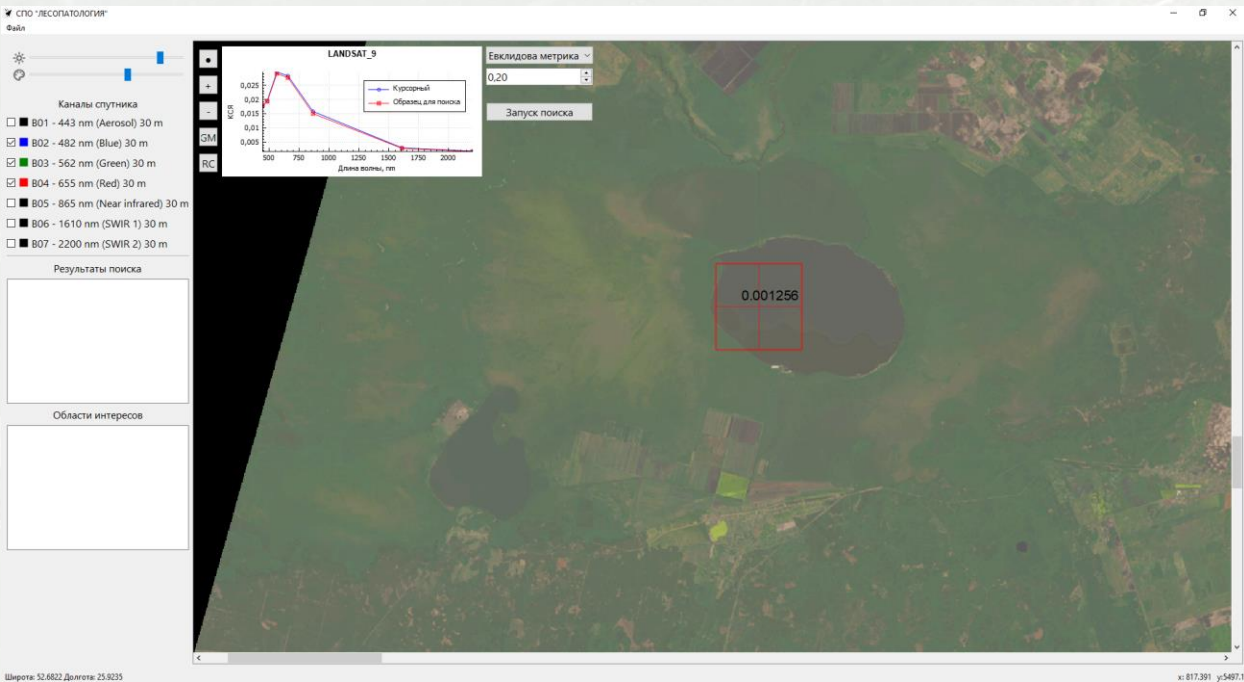 СПО "ЛЕСОПАТОЛОГИЯ"
Файл
Каналы спутника
B01 - 443 nm (Aerosol) 30 m
B02 - 482 nm (Blue) 30 m
B03 - 562 nm (Green) 30 m
B04 - 655 nm (Red) 30 m
B05 - 865 nm (Near infrared) 30 m
B06 - 1610 nm (SWIR 1) 30 m
B07 - 2200 nm (SWIR 2) 30 m
Результаты поиска
Области интересов
+
-
GM
RC
LANDSAT_9
КСЯ
0,025
0,02
0,015
0,01
0,005
Курсорный
Образец для поиска
500 750 1000 1250 1500 1750 2000
Длина волны, nm
Евклидова метрика
0,20
Запуск поиска
0.001256
Широта: 52.6822 Долгота: 25.9235
x: 817.391 y:5497.1